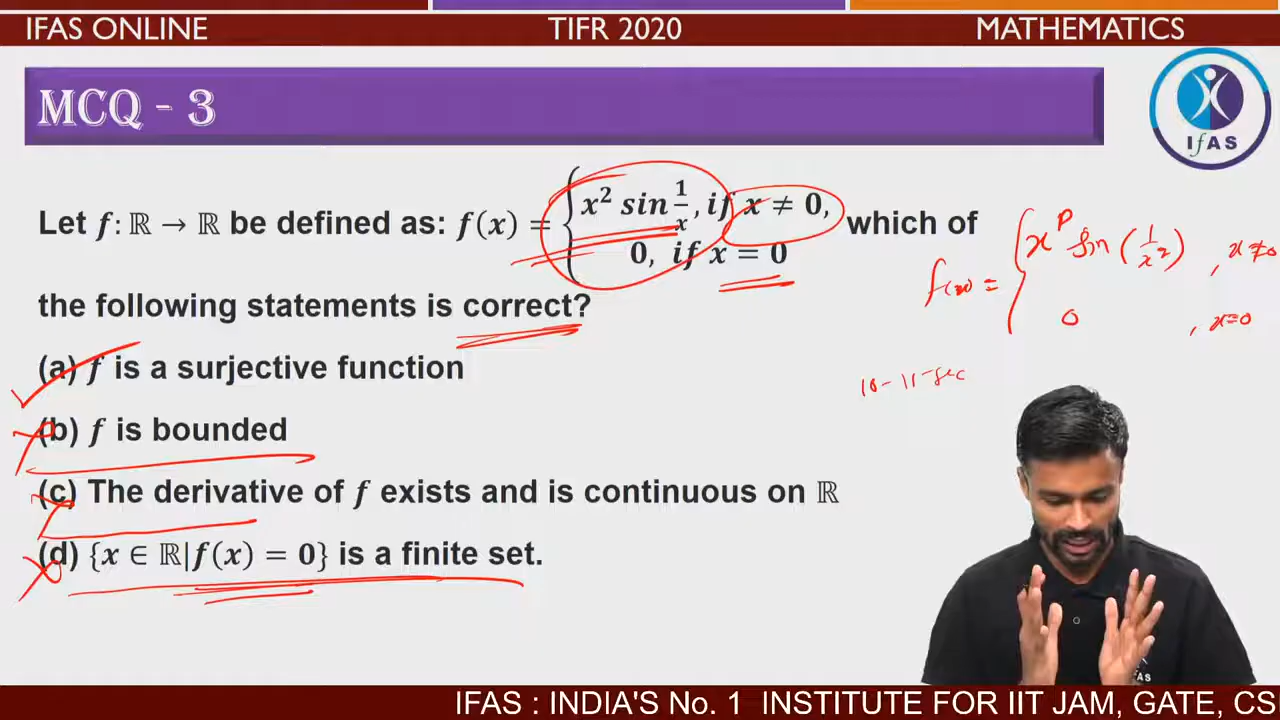 IFAS ONLINE TIFR 2020 MATHEMATICS
MCQ - 3
IfAS
Let f: ℝ → ℝ be defined as: f(x) = { x² sin 1/x, if x ≠ 0, which of
0, if x = 0
f(x) = { x^p sin (1/x²) , x≠0
0 , x=0
the following statements is correct?
(a) f is a surjective function
10-11-sec
(b) f is bounded
(c) The derivative of f exists and is continuous on ℝ
(d) {x ∈ ℝ|f(x) = 0} is a finite set.
IFAS : INDIA'S No. 1 INSTITUTE FOR IIT JAM, GATE, CS